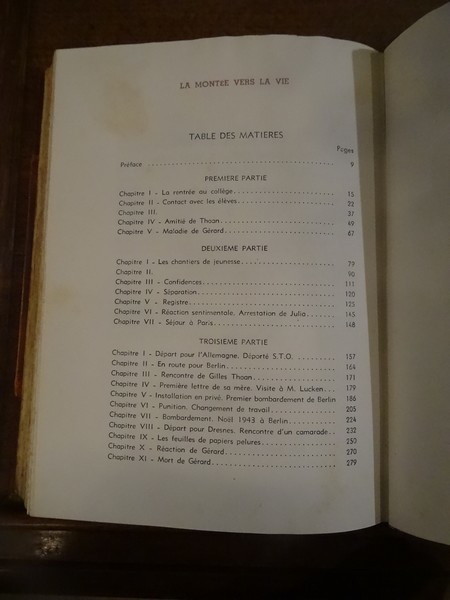 LA MONTÉE VERS LA VIE
TABLE DES MATIERES
Pages
Préface ........ 9
PREMIERE PARTIE
Chapitre I - La rentrée au collège ........ 15
Chapitre II - Contact avec les élèves ........ 23
Chapitre III. ........ 37
Chapitre IV - Amitié de Thoan ........ 49
Chapitre V - Maladie de Gérard ........ 67
DEUXIEME PARTIE
Chapitre I - Les chantiers de jeunesse ........ 79
Chapitre II. ........ 90
Chapitre III - Confidences ........ 111
Chapitre IV - Séparation ........ 120
Chapitre V - Registre ........ 125
Chapitre VI - Réaction sentimentale. Arrestation de Julia ........ 145
Chapitre VII - Séjour à Paris ........ 148
TROISIEME PARTIE
Chapitre I - Départ pour l'Allemagne. Déporté S.T.O. ........ 157
Chapitre II - En route pour Berlin ........ 164
Chapitre III - Rencontre de Gilles Thoan ........ 171
Chapitre IV - Première lettre de sa mère. Visite à M. Lucken ... 179
Chapitre V - Installation en privé. Premier bombardement de Berlin 186
Chapitre VI - Punition. Changement de travail ........ 205
Chapitre VII - Bombardement. Noël 1943 à Berlin ........ 224
Chapitre VIII - Départ pour Dresnes. Rencontre d'un camarade .. 232
Chapitre IX - Les feuilles de papiers pelures ........ 250
Chapitre X - Réaction de Gérard ........ 270
Chapitre XI - Mort de Gérard ........ 279